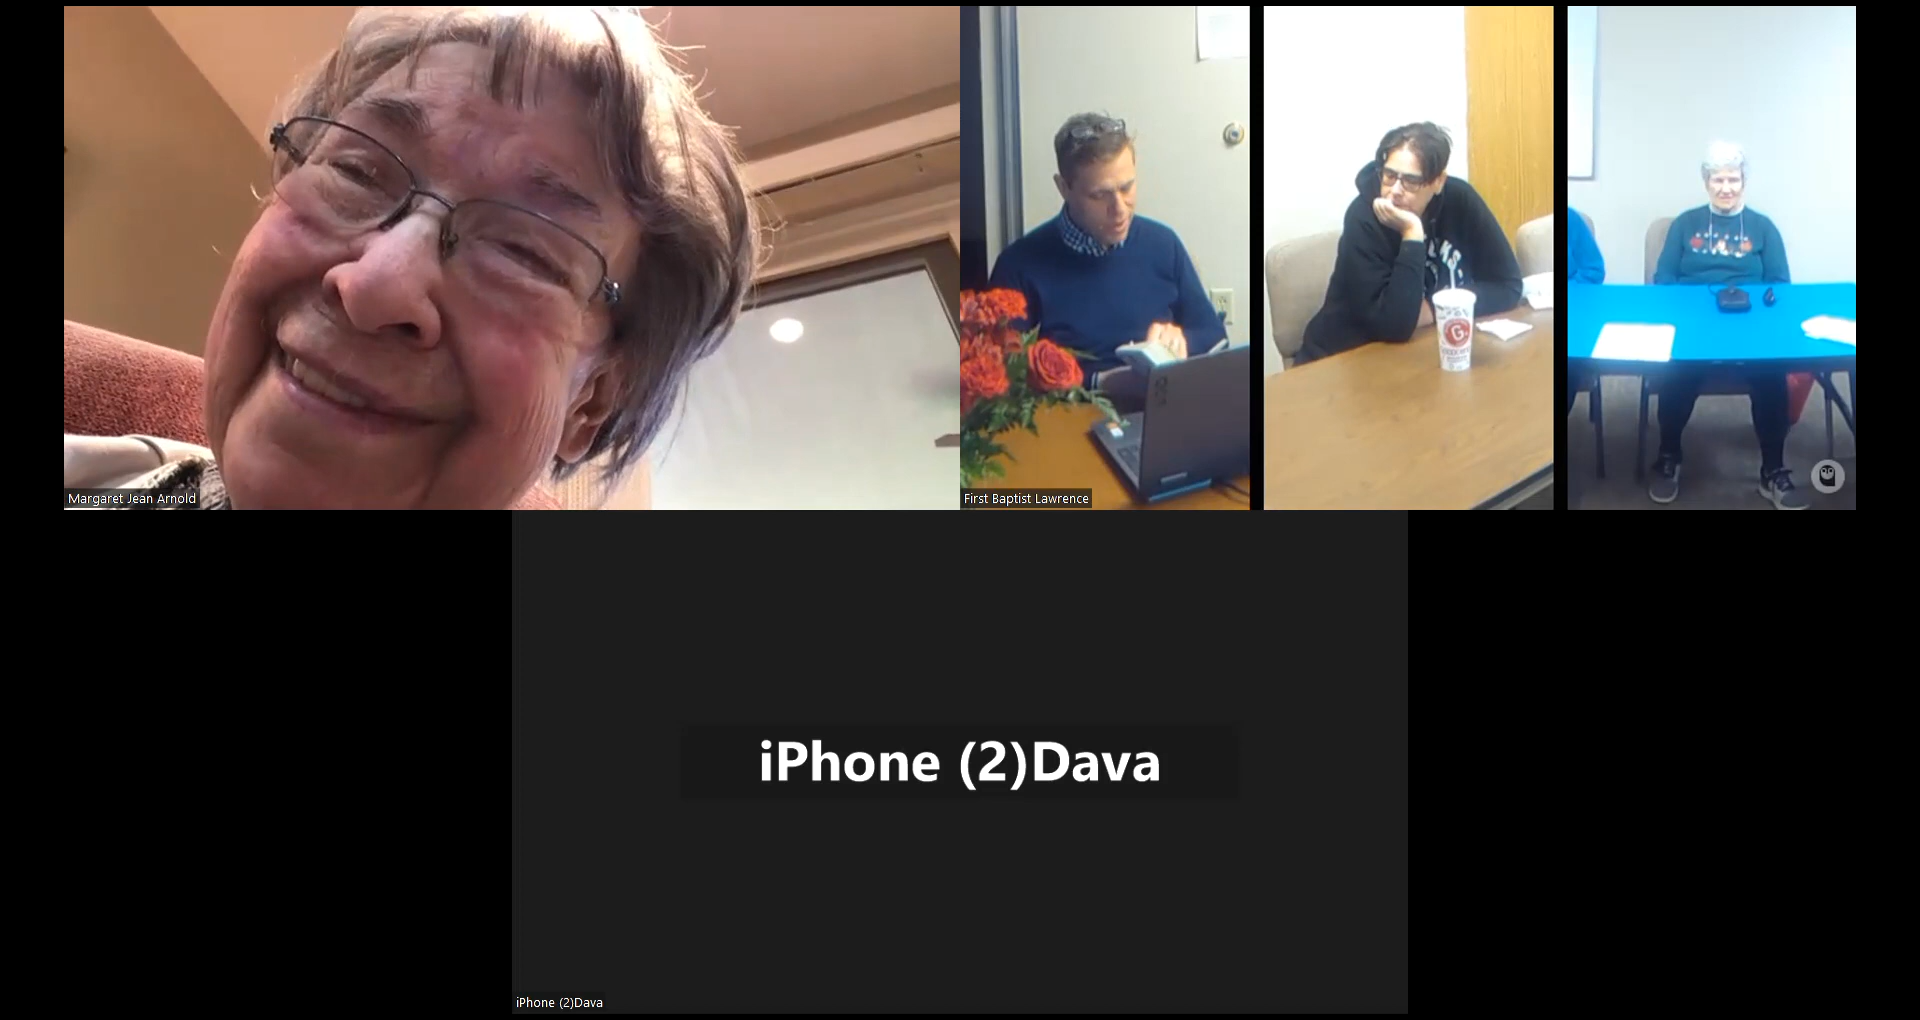 Margaret Jean Arnold
First Baptist Lawrence
G
iPhone (2)Dava
iPhone (2)Dava